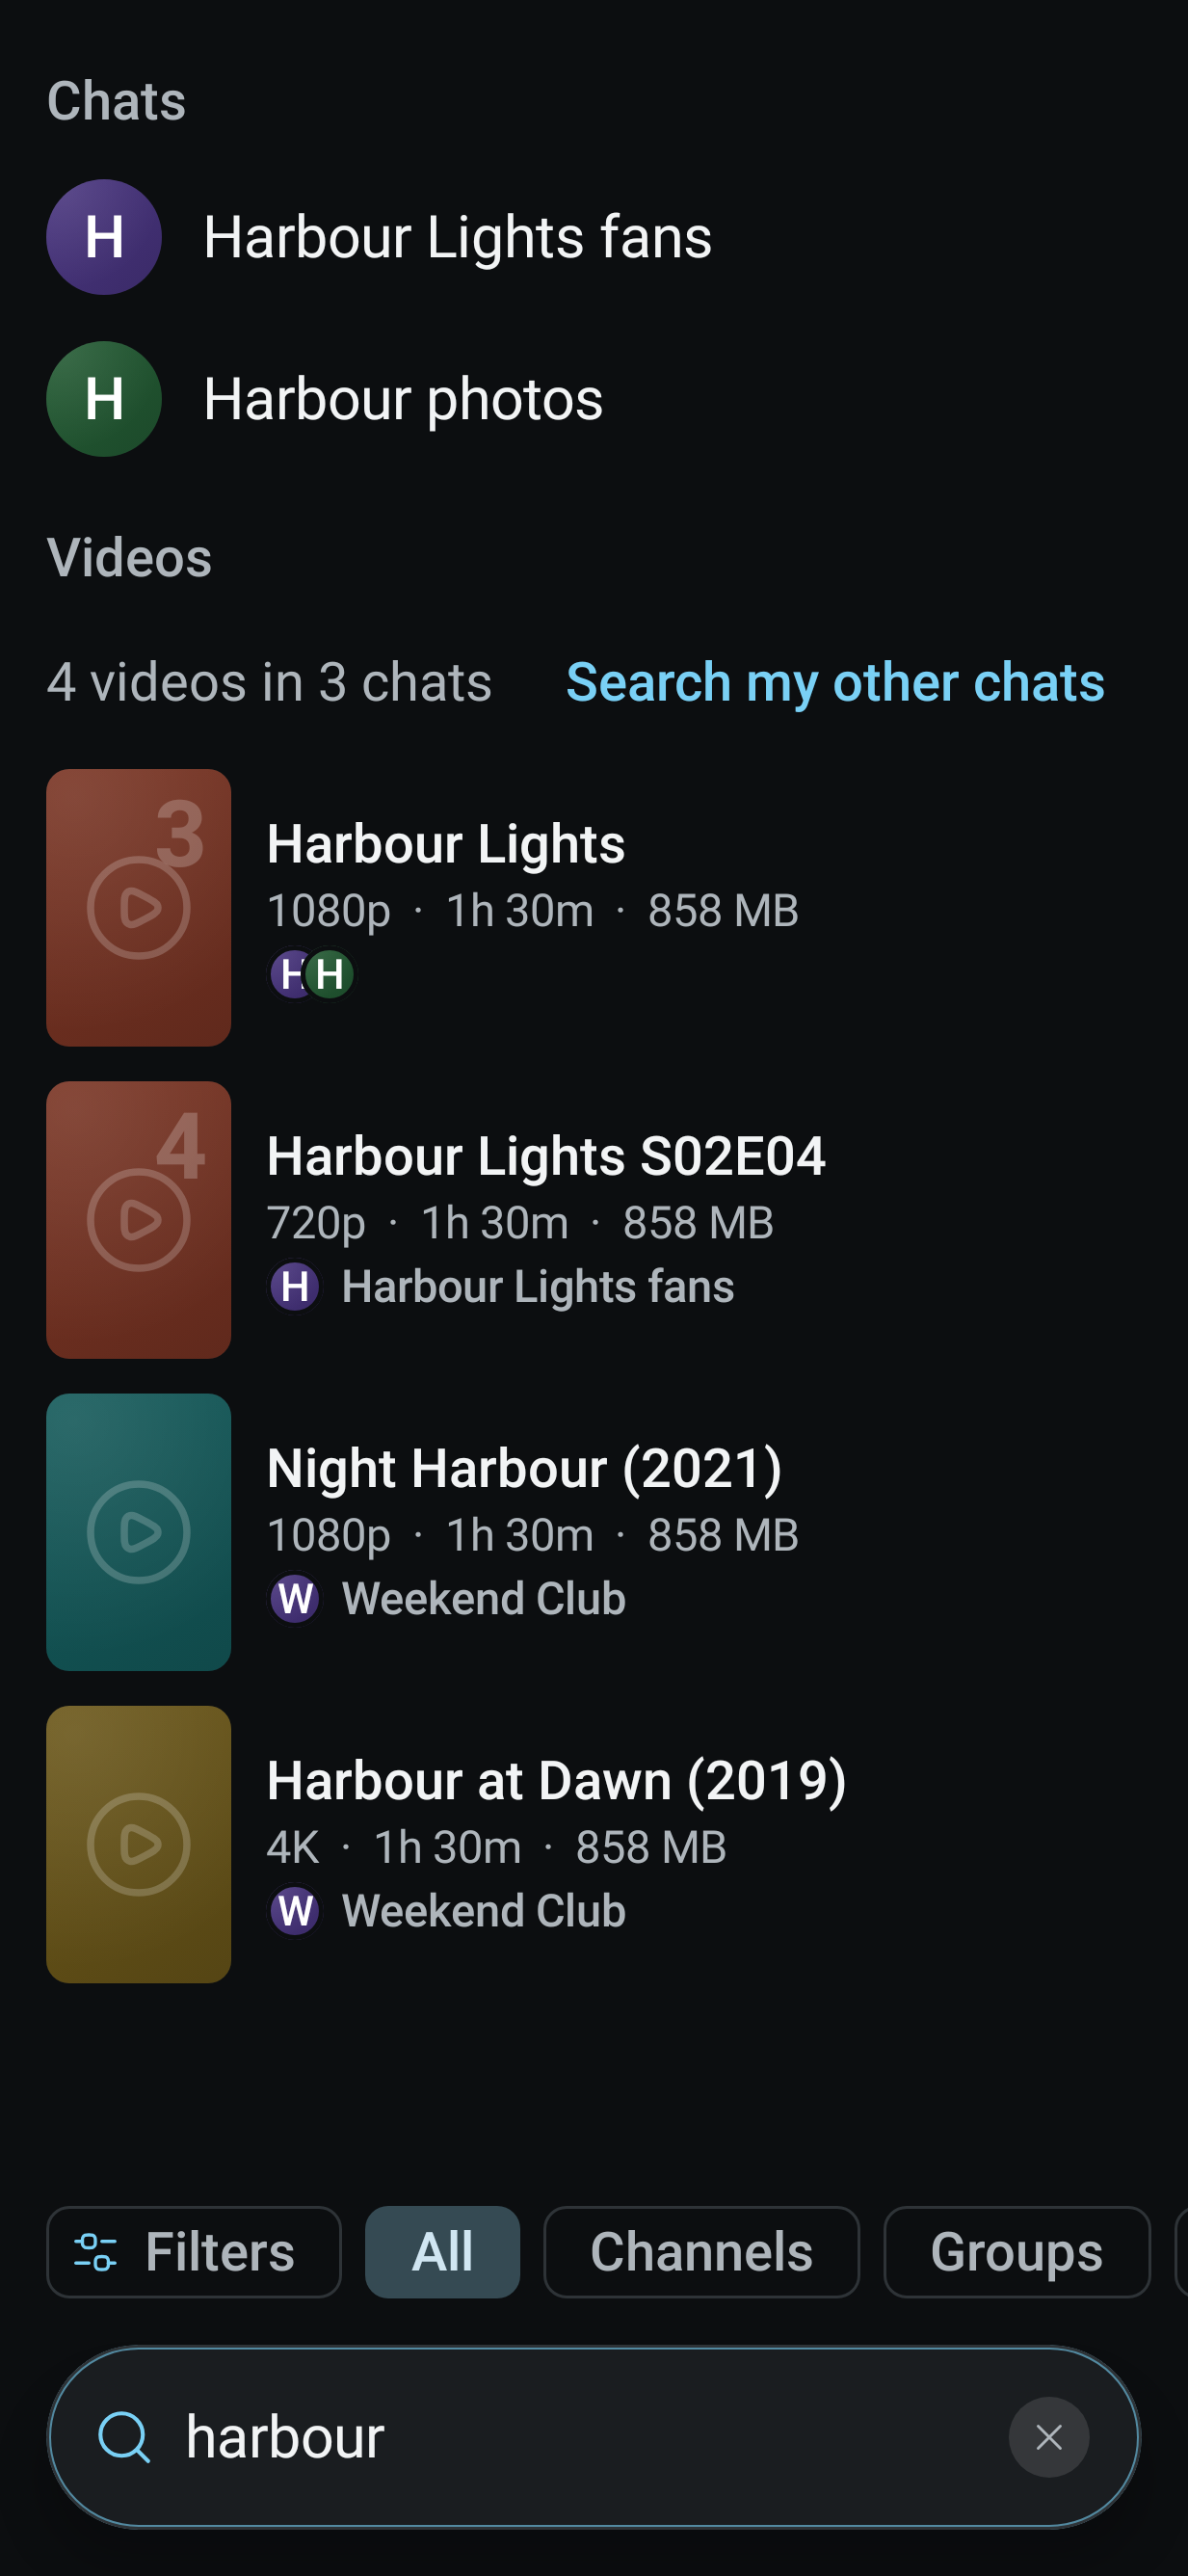 Chats
H Harbour Lights fans
H Harbour photos
Videos
4 videos in 3 chats Search my other chats
3
Harbour Lights
1080p · 1h 30m · 858 MB
H H
4
Harbour Lights S02E04
720p · 1h 30m · 858 MB
H Harbour Lights fans
Night Harbour (2021)
1080p · 1h 30m · 858 MB
W Weekend Club
Harbour at Dawn (2019)
4K · 1h 30m · 858 MB
W Weekend Club
Filters All Channels Groups
harbour